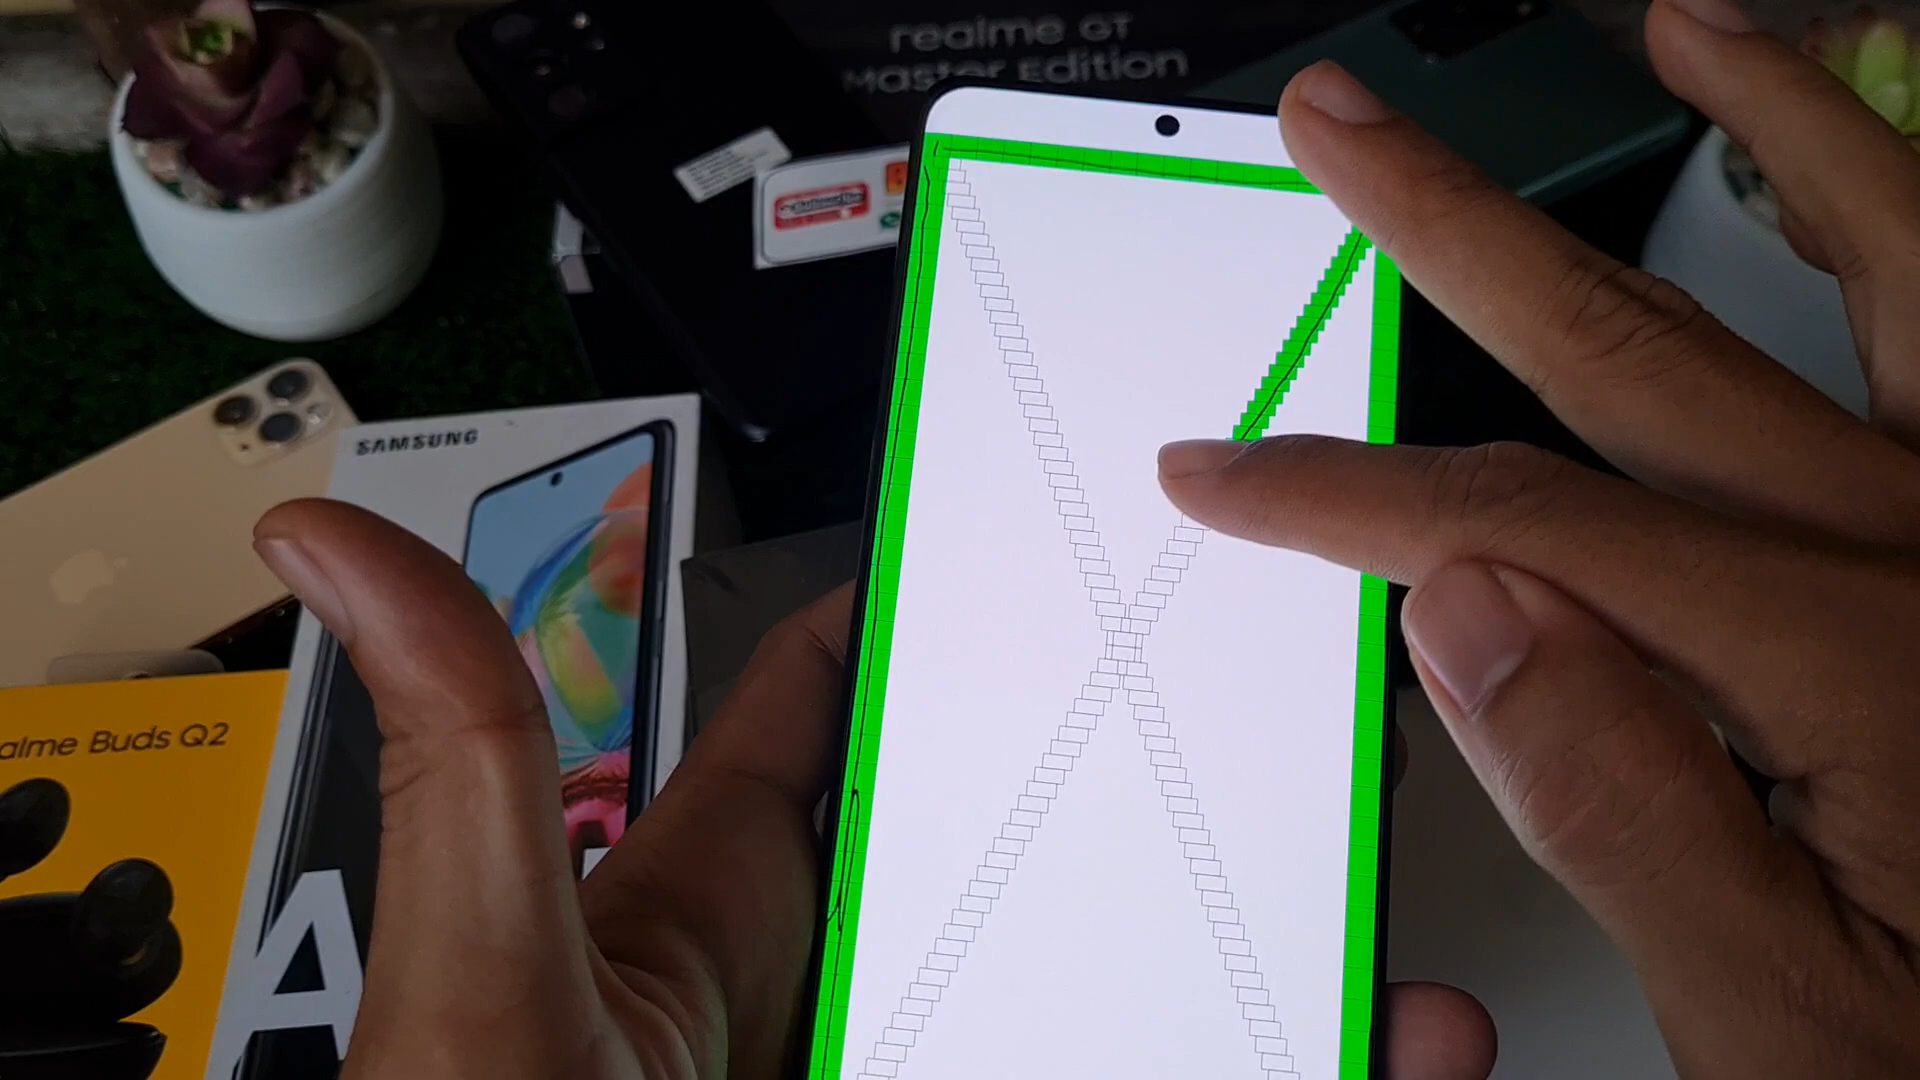 realme GT
Master Edition
SAMSUNG
alme Buds Q2
A